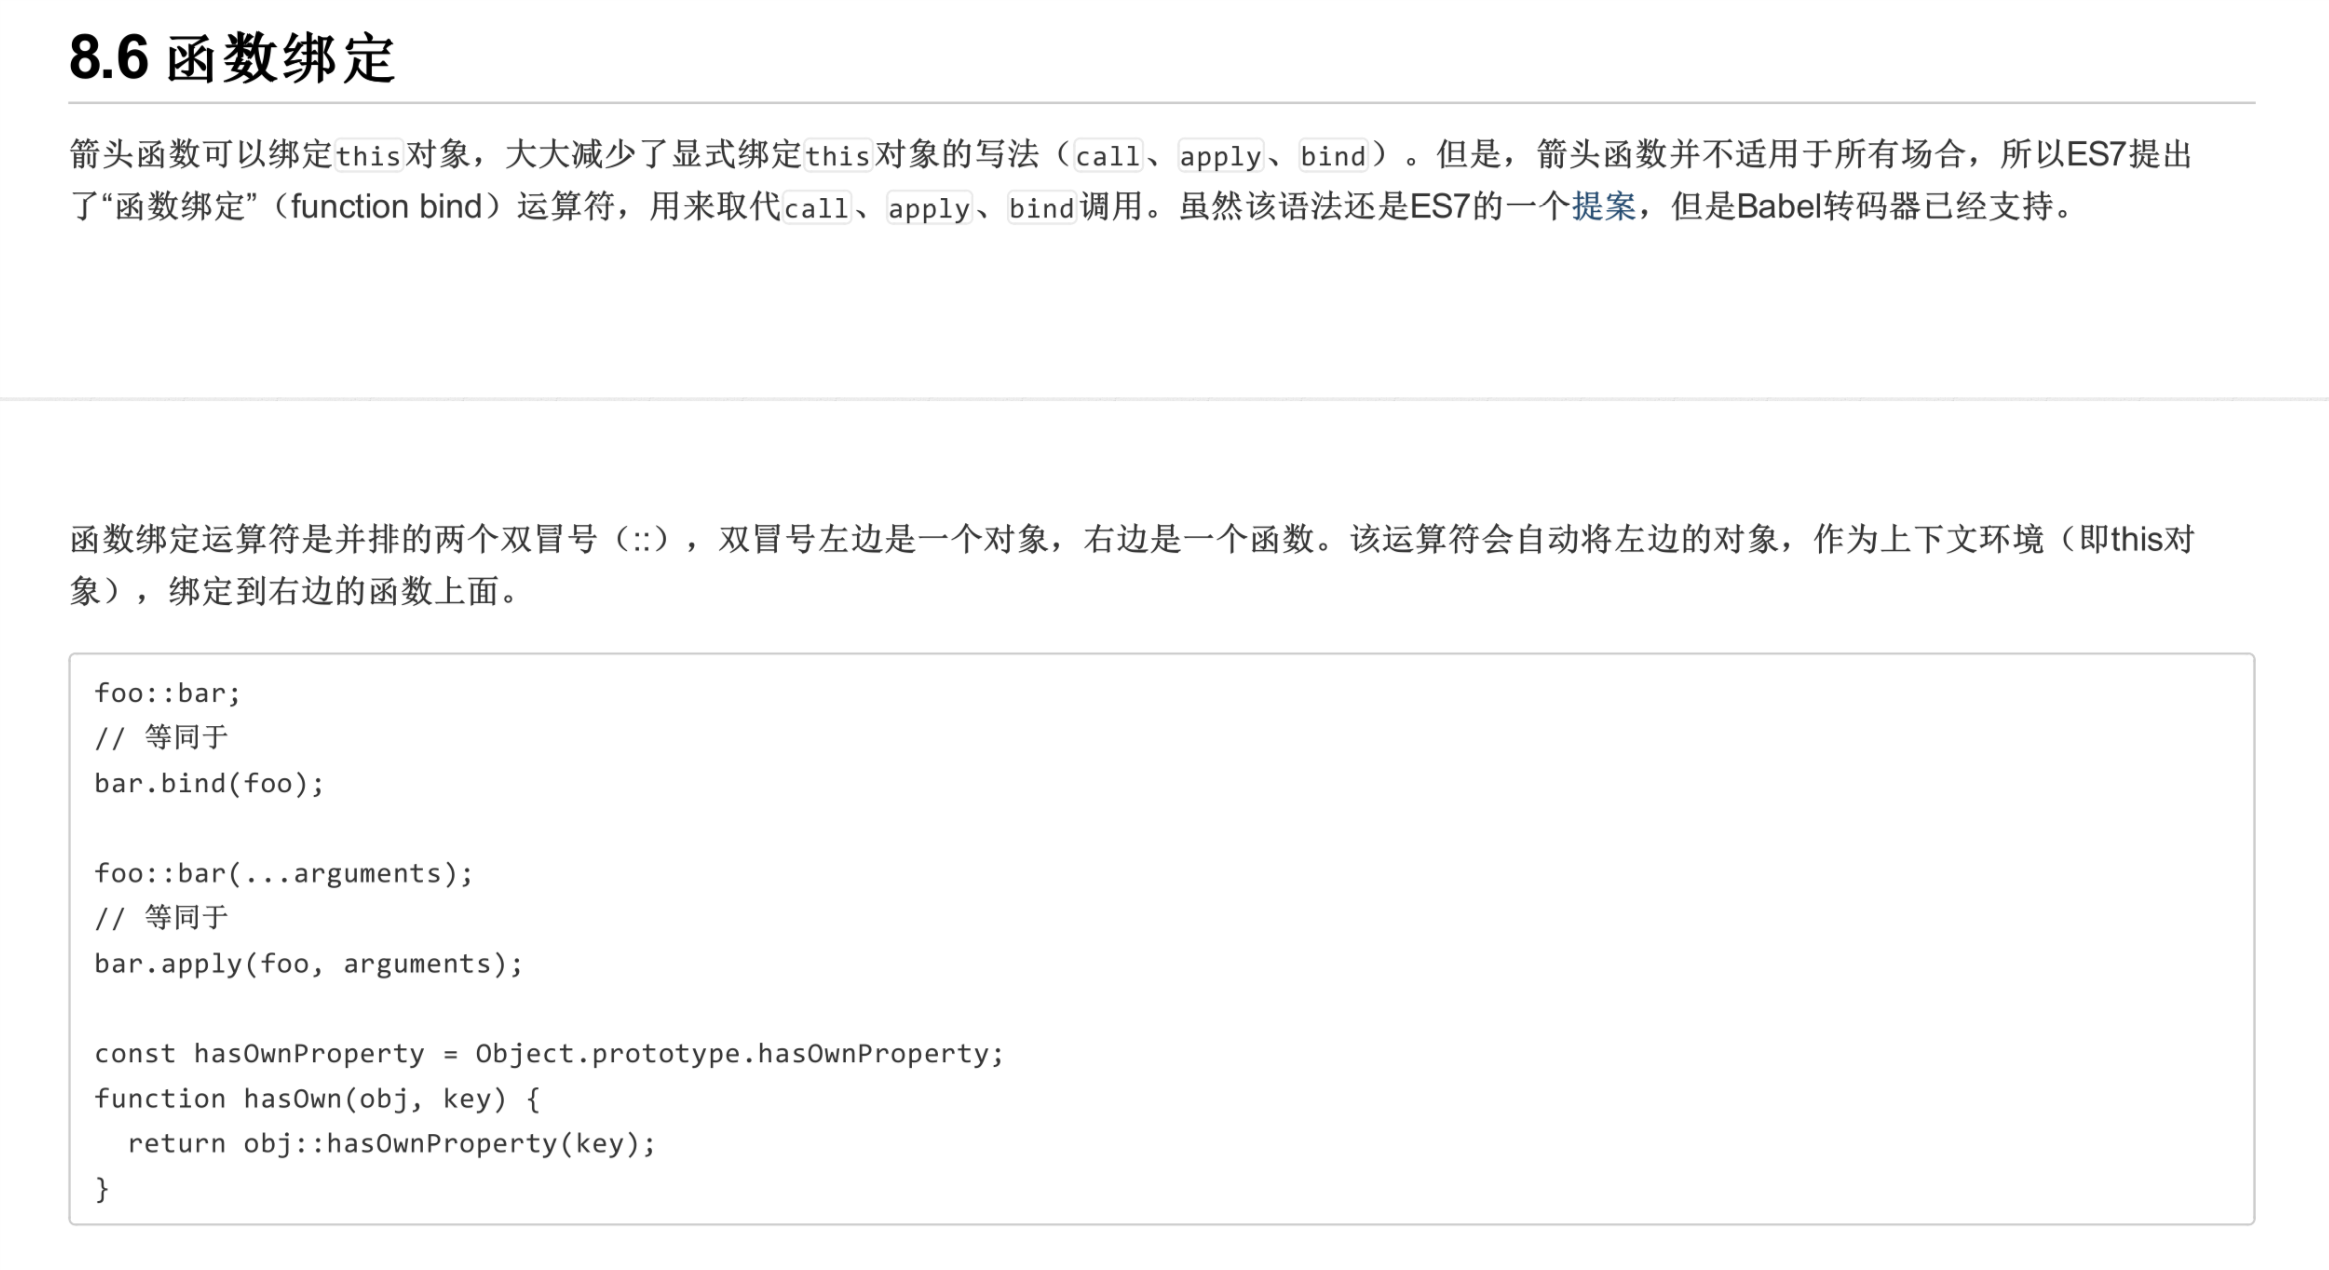 8.6 函数绑定
箭头函数可以绑定this对象，大大减少了显式绑定this对象的写法（call、apply、bind）。但是，箭头函数并不适用于所有场合，所以ES7提出
了“函数绑定”（function bind）运算符，用来取代call、apply、bind调用。虽然该语法还是ES7的一个提案，但是Babel转码器已经支持。
函数绑定运算符是并排的两个双冒号（::），双冒号左边是一个对象，右边是一个函数。该运算符会自动将左边的对象，作为上下文环境（即this对
象），绑定到右边的函数上面。
foo::bar;
// 等同于
bar.bind(foo);
foo::bar(...arguments);
// 等同于
bar.apply(foo, arguments);
const hasOwnProperty = Object.prototype.hasOwnProperty;
function hasOwn(obj, key) {
  return obj::hasOwnProperty(key);
}